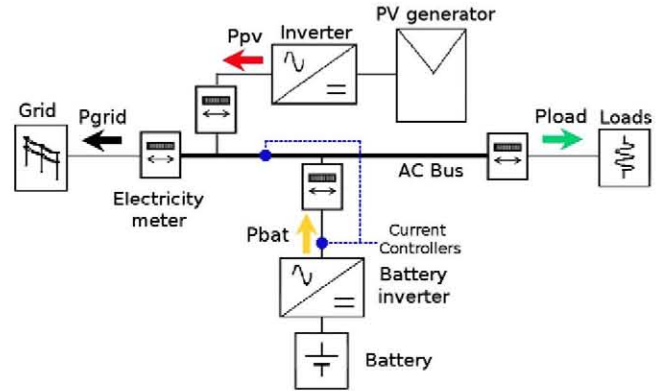 PV generator
Inverter
Ppv
Grid
Pgrid
Pload
Loads
AC Bus
Electricity
meter
Pbat
Current
Controllers
Battery
inverter
Battery